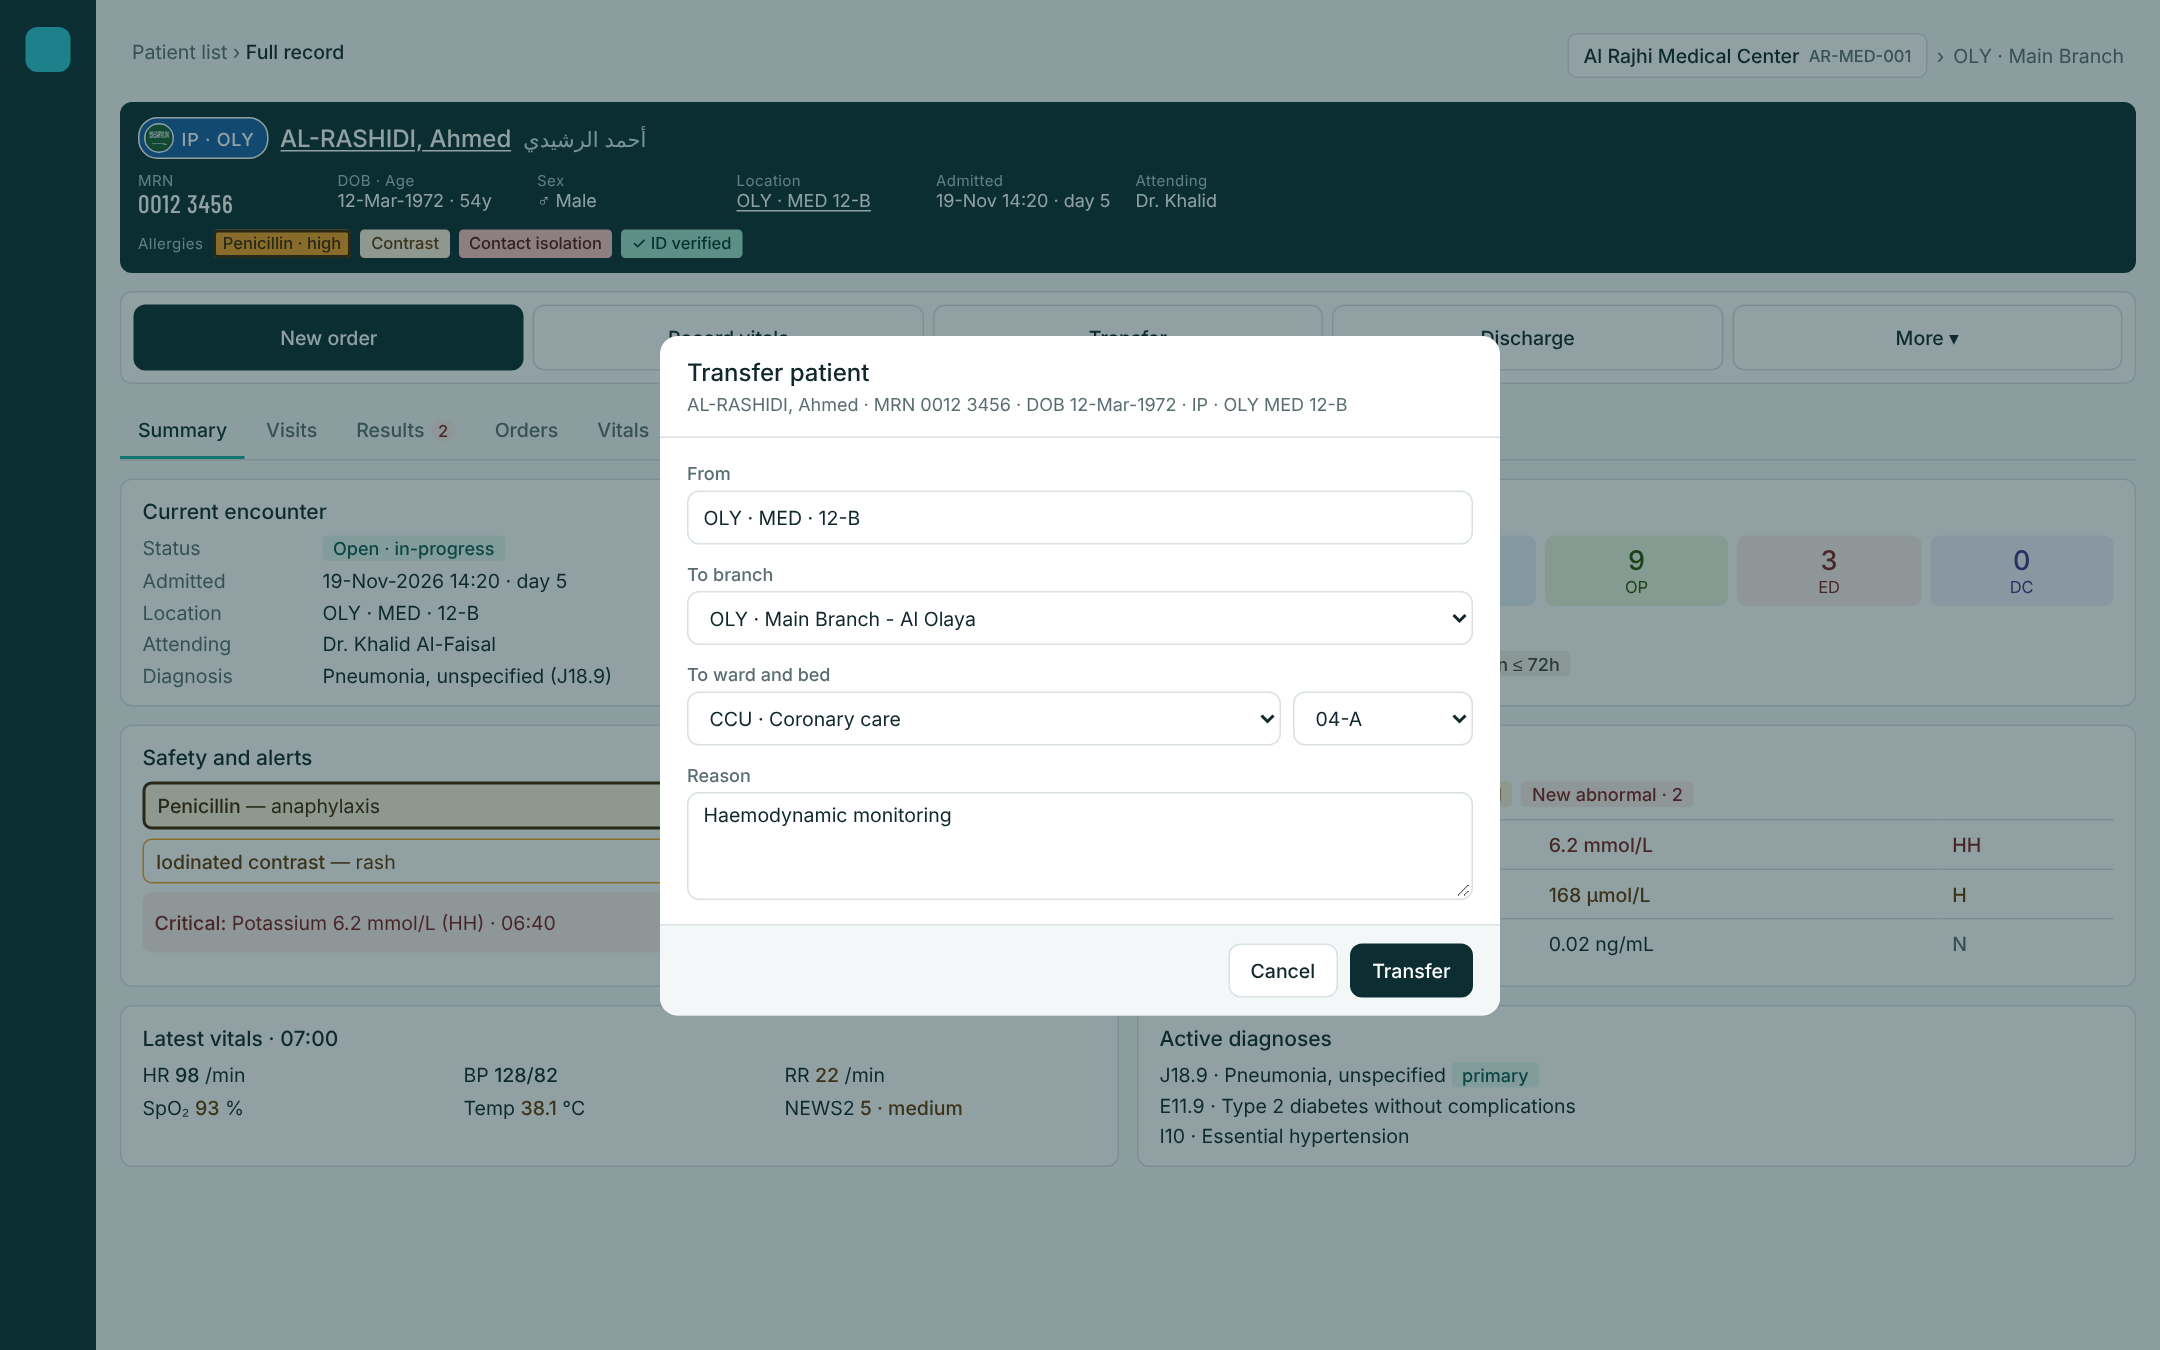 Patient list › Full record
Al Rajhi Medical Center AR-MED-001 › OLY · Main Branch
IP · OLY AL-RASHIDI, Ahmed أحمد الرشيدي
MRN DOB · Age Sex Location Admitted Attending
0012 3456 12-Mar-1972 · 54y ♂ Male OLY · MED 12-B 19-Nov 14:20 · day 5 Dr. Khalid
Allergies Penicillin · high Contrast Contact isolation ✓ ID verified
New order Record vitals Transfer Discharge More ▾
Transfer patient
AL-RASHIDI, Ahmed · MRN 0012 3456 · DOB 12-Mar-1972 · IP · OLY MED 12-B
From
OLY · MED · 12-B
To branch
OLY · Main Branch - Al Olaya
To ward and bed
CCU · Coronary care 04-A
Reason
Haemodynamic monitoring
Cancel Transfer
Summary Visits Results 2 Orders Vitals
Current encounter
Status Open · in-progress
Admitted 19-Nov-2026 14:20 · day 5
Location OLY · MED · 12-B
Attending Dr. Khalid Al-Faisal
Diagnosis Pneumonia, unspecified (J18.9)
9 3 0
OP ED DC
≤ 72h
Safety and alerts
Penicillin — anaphylaxis
Iodinated contrast — rash
Critical: Potassium 6.2 mmol/L (HH) · 06:40
New abnormal · 2
6.2 mmol/L HH
168 µmol/L H
0.02 ng/mL N
Latest vitals · 07:00
HR 98 /min BP 128/82 RR 22 /min
SpO₂ 93 % Temp 38.1 °C NEWS2 5 · medium
Active diagnoses
J18.9 · Pneumonia, unspecified primary
E11.9 · Type 2 diabetes without complications
I10 · Essential hypertension